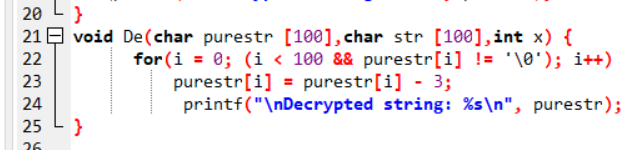 20 }
21 void De(char purestr [100],char str [100],int x) {
22 for(i = 0; (i < 100 && purestr[i] != '\0'); i++)
23 purestr[i] = purestr[i] - 3;
24 printf("\nDecrypted string: %s\n", purestr);
25 }
26